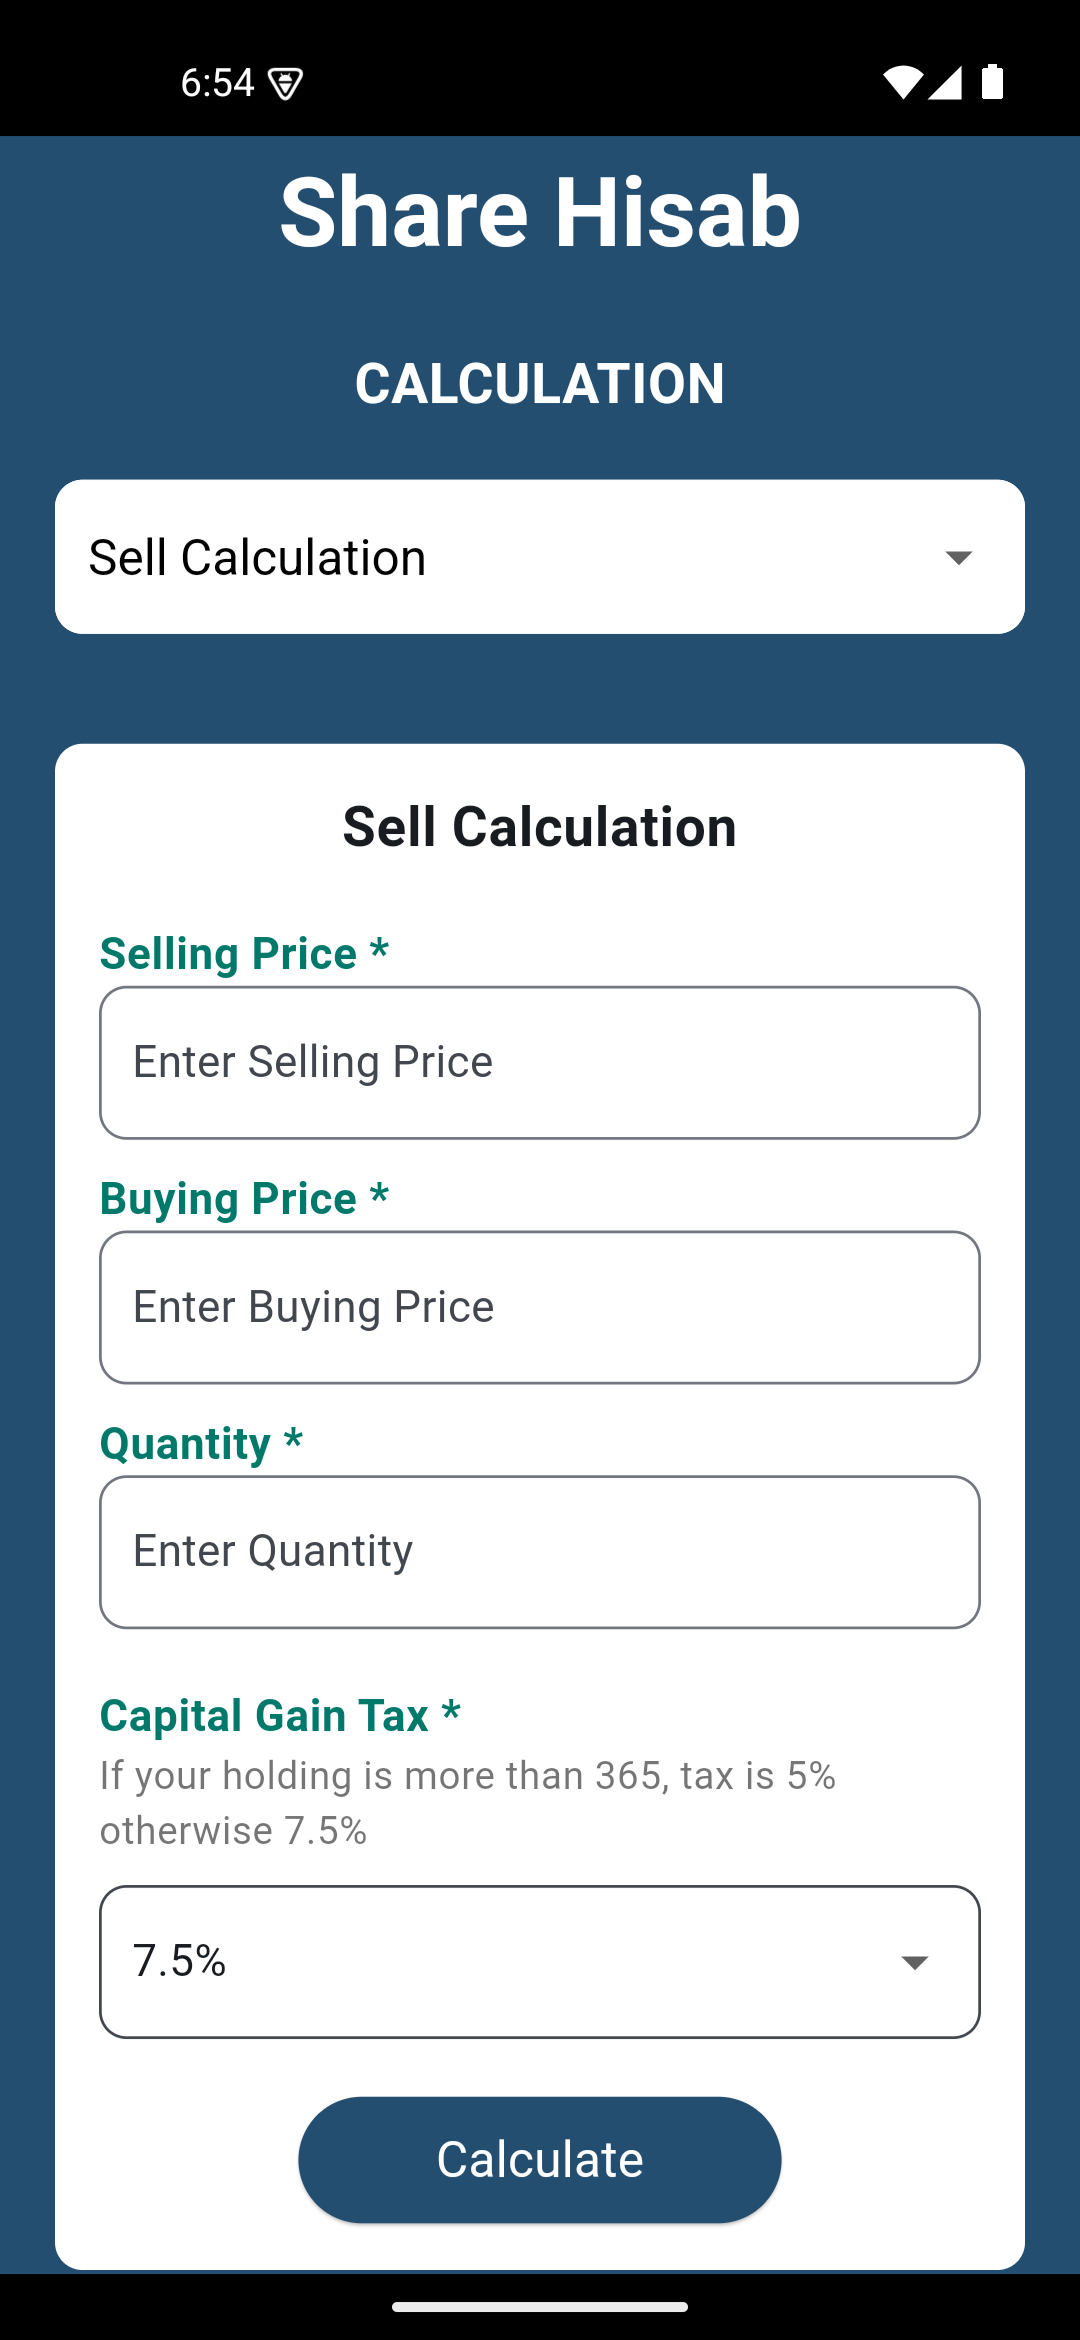 6:54
Share Hisab
CALCULATION
Sell Calculation
Sell Calculation
Selling Price *
Enter Selling Price
Buying Price *
Enter Buying Price
Quantity *
Enter Quantity
Capital Gain Tax *
If your holding is more than 365, tax is 5%
otherwise 7.5%
7.5%
Calculate